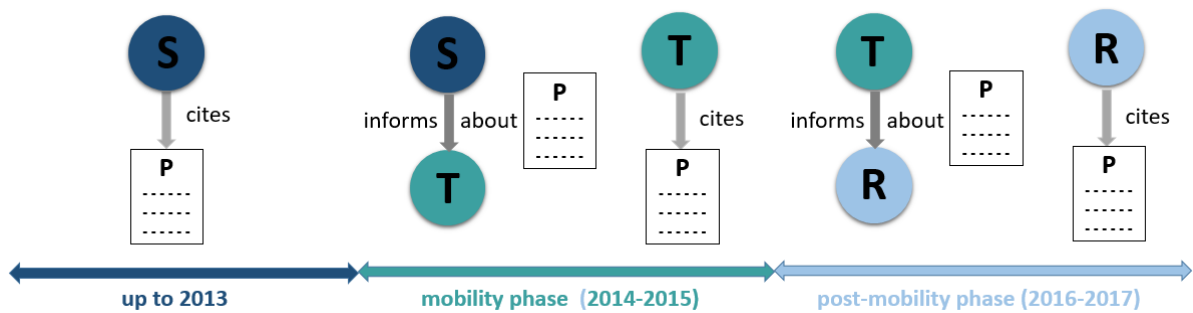 S
cites
P
S
informs about
T
P
T
cites
P
T
informs about
R
P
R
cites
P
up to 2013
mobility phase (2014-2015)
post-mobility phase (2016-2017)